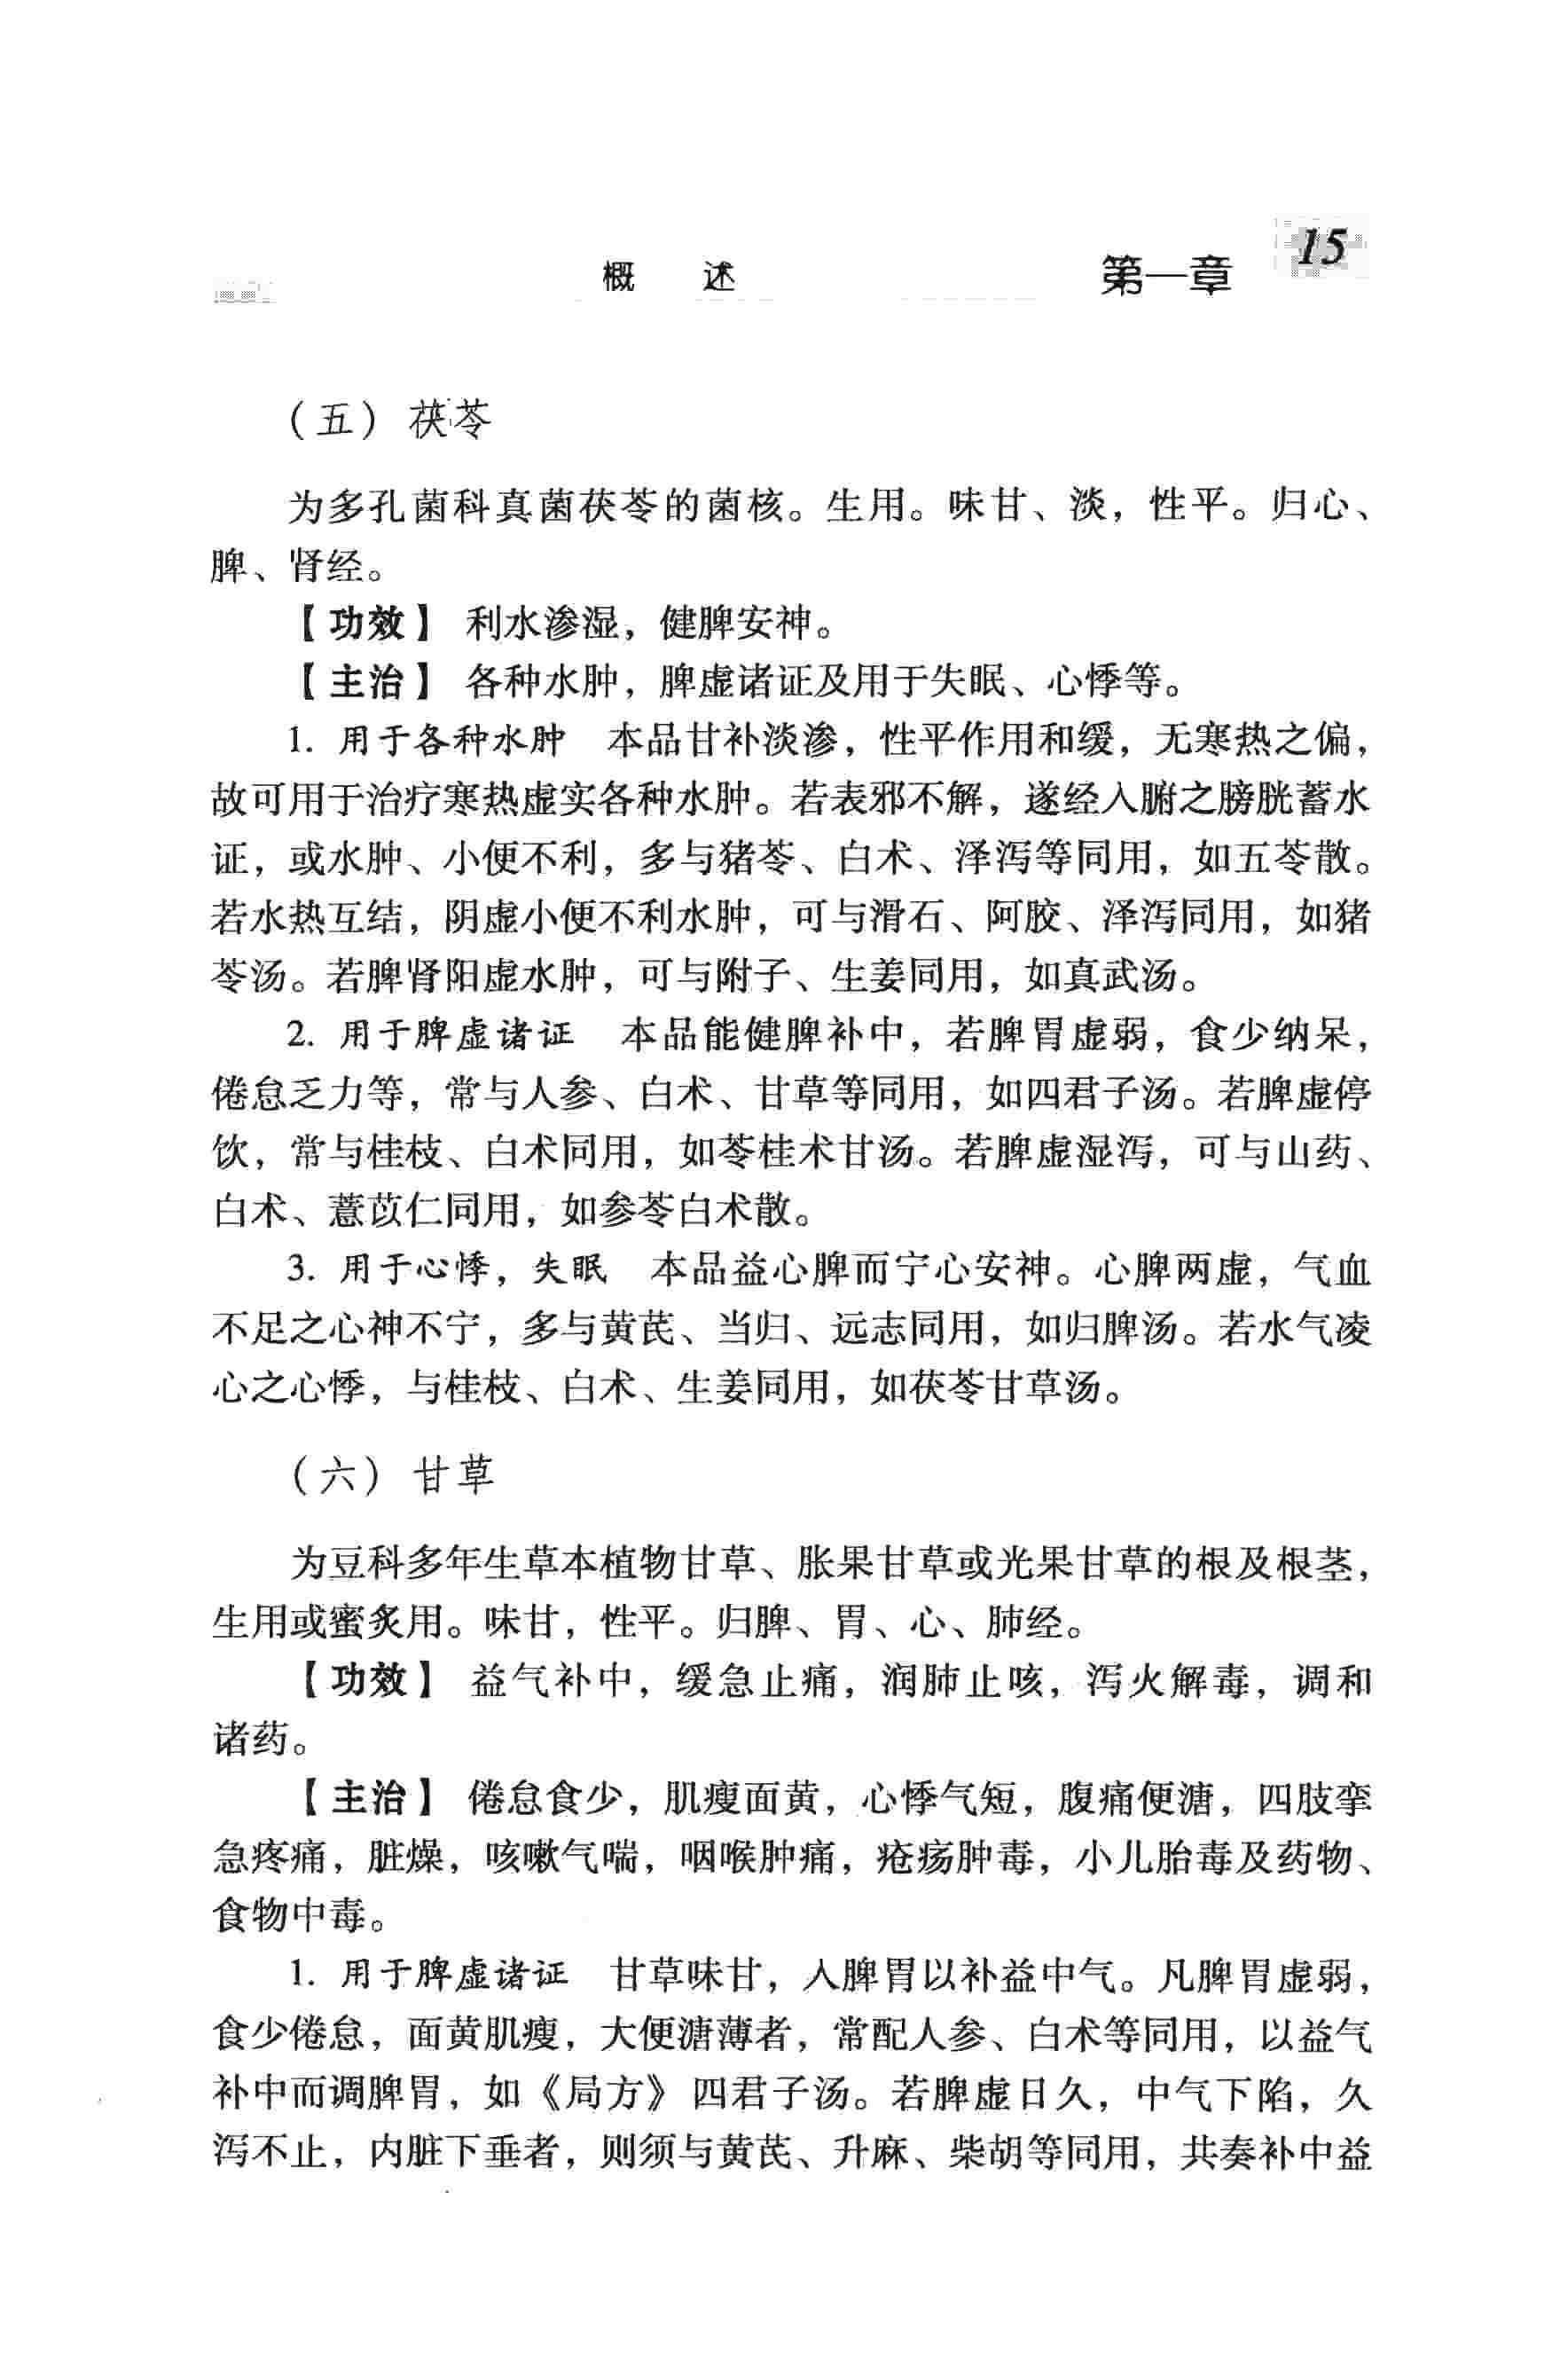 概 述 第一章 15
（五）茯苓
为多孔菌科真菌茯苓的菌核。生用。味甘、淡，性平。归心、
脾、肾经。
【功效】 利水渗湿，健脾安神。
【主治】 各种水肿，脾虚诸证及用于失眠、心悸等。
1. 用于各种水肿 本品甘补淡渗，性平作用和缓，无寒热之偏，
故可用于治疗寒热虚实各种水肿。若表邪不解，遂经入腑之膀胱蓄水
证，或水肿、小便不利，多与猪苓、白术、泽泻等同用，如五苓散。
若水热互结，阴虚小便不利水肿，可与滑石、阿胶、泽泻同用，如猪
苓汤。若脾肾阳虚水肿，可与附子、生姜同用，如真武汤。
2. 用于脾虚诸证 本品能健脾补中，若脾胃虚弱，食少纳呆，
倦怠乏力等，常与人参、白术、甘草等同用，如四君子汤。若脾虚停
饮，常与桂枝、白术同用，如苓桂术甘汤。若脾虚湿泻，可与山药、
白术、薏苡仁同用，如参苓白术散。
3. 用于心悸，失眠 本品益心脾而宁心安神。心脾两虚，气血
不足之心神不宁，多与黄芪、当归、远志同用，如归脾汤。若水气凌
心之心悸，与桂枝、白术、生姜同用，如茯苓甘草汤。
（六）甘草
为豆科多年生草本植物甘草、胀果甘草或光果甘草的根及根茎，
生用或蜜炙用。味甘，性平。归脾、胃、心、肺经。
【功效】 益气补中，缓急止痛，润肺止咳，泻火解毒，调和
诸药。
【主治】 倦怠食少，肌瘦面黄，心悸气短，腹痛便溏，四肢挛
急疼痛，脏燥，咳嗽气喘，咽喉肿痛，疮疡肿毒，小儿胎毒及药物、
食物中毒。
1. 用于脾虚诸证 甘草味甘，入脾胃以补益中气。凡脾胃虚弱，
食少倦怠，面黄肌瘦，大便溏薄者，常配人参、白术等同用，以益气
补中而调脾胃，如《局方》四君子汤。若脾虚日久，中气下陷，久
泻不止，内脏下垂者，则须与黄芪、升麻、柴胡等同用，共奏补中益